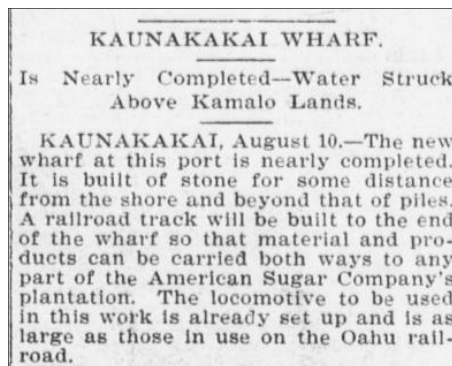 KAUNAKAKAI WHARF.
Is Nearly Completed—Water Struck
Above Kamalo Lands.
KAUNAKAKAI, August 10.—The new
wharf at this port is nearly completed.
It is built of stone for some distance
from the shore and beyond that of piles.
A railroad track will be built to the end
of the wharf so that material and pro-
ducts can be carried both ways to any
part of the American Sugar Company's
plantation. The locomotive to be used
in this work is already set up and is as
large as those in use on the Oahu rail-
road.